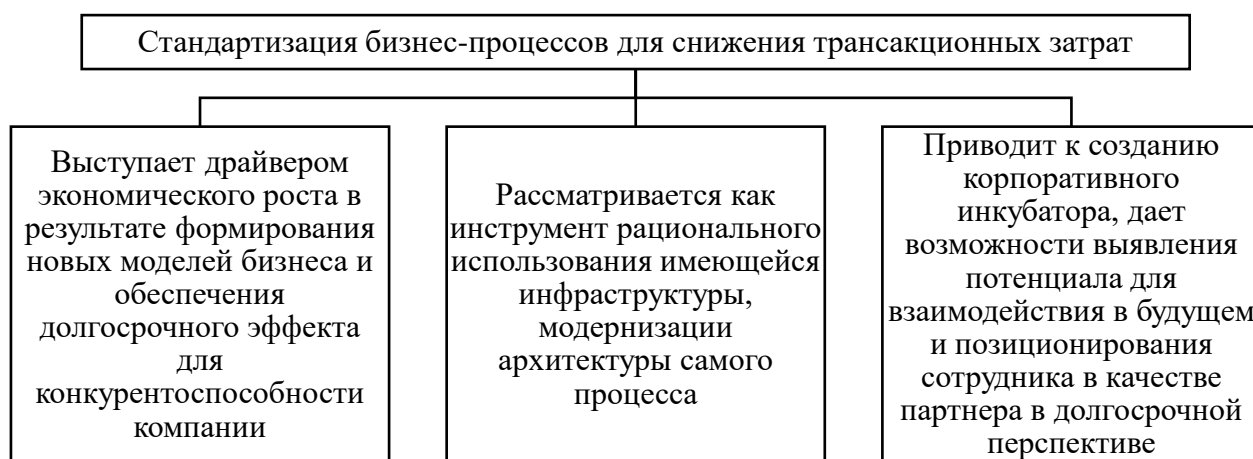 Стандартизация бизнес-процессов для снижения трансакционных затрат
Выступает драйвером
экономического роста в
результате формирования
новых моделей бизнеса и
обеспечения
долгосрочного эффекта
для
конкурентоспособности
компании
Рассматривается как
инструмент рационального
использования имеющейся
инфраструктуры,
модернизации
архитектуры самого
процесса
Приводит к созданию
корпоративного
инкубатора, дает
возможности выявления
потенциала для
взаимодействия в будущем
и позиционирования
сотрудника в качестве
партнера в долгосрочной
перспективе